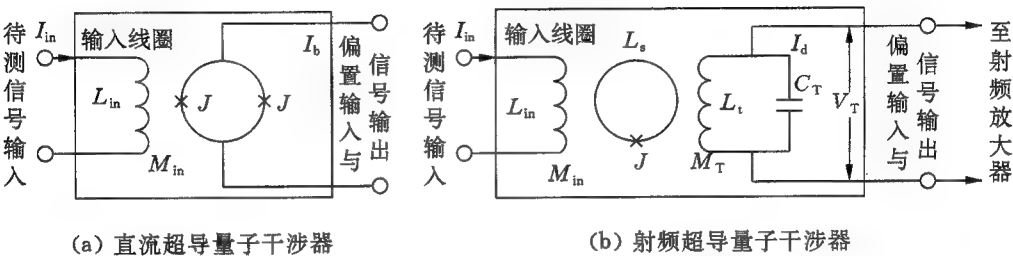 待测信号输入
I_in
输入线圈
L_in
M_in
J
J
I_b
偏置输入与
信号输出
(a) 直流超导量子干涉器
待测信号输入
I_in
输入线圈
L_in
M_in
L_s
J
L_t
M_T
I_d
C_T
V_T
偏置输入与
信号输出
至射频放大器
(b) 射频超导量子干涉器